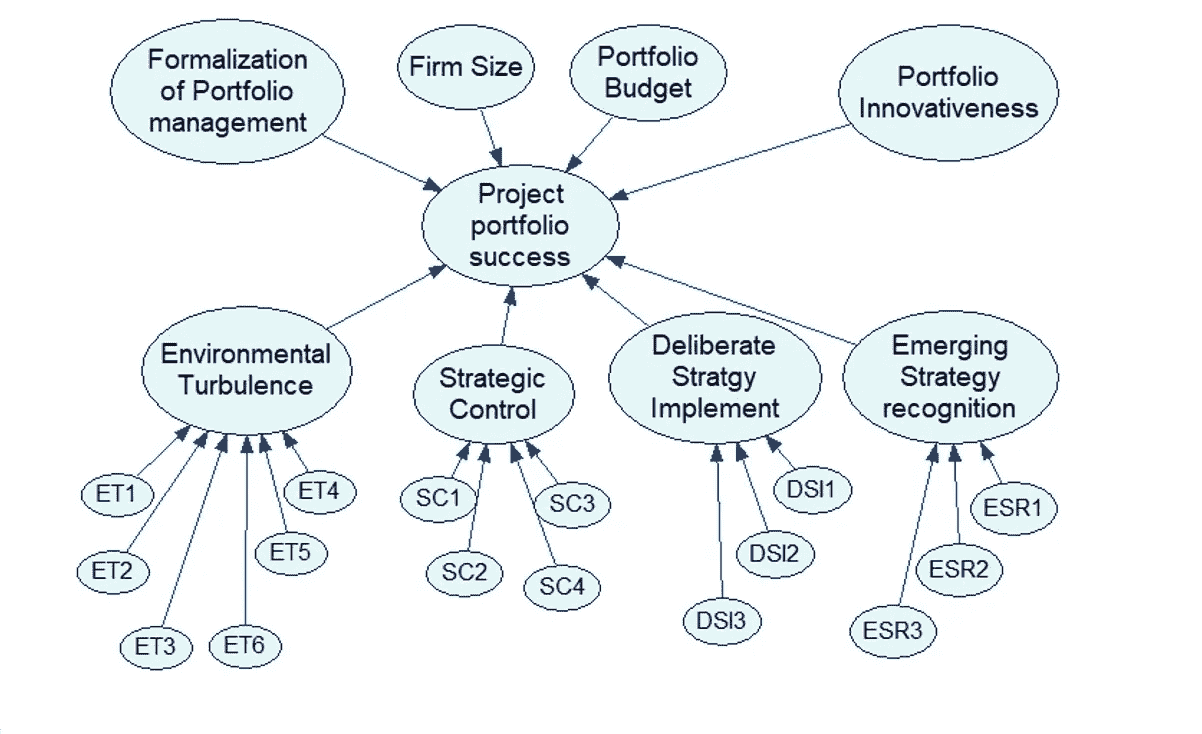 Formalization
of Portfolio
management
Firm Size
Portfolio
Budget
Portfolio
Innovativeness
Project
portfolio
success
Environmental
Turbulence
Strategic
Control
Deliberate
Stratgy
Implement
Emerging
Strategy
recognition
ET1
ET2
ET3
ET6
ET5
ET4
SC1
SC2
SC3
SC4
DSI1
DSI2
DSI3
ESR1
ESR2
ESR3